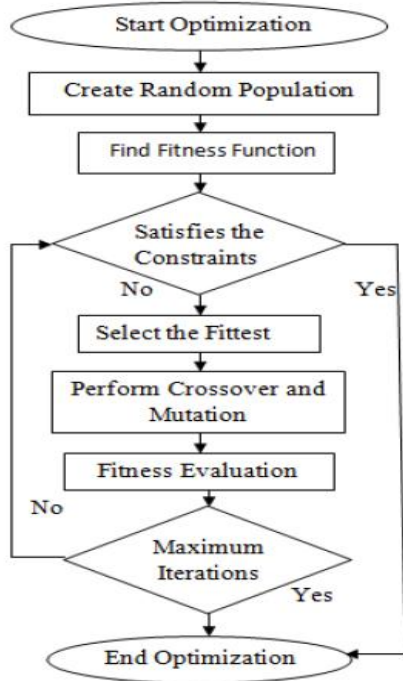 Start Optimization
Create Random Population
Find Fitness Function
Satisfies the
Constraints
No
Yes
Select the Fittest
Perform Crossover and
Mutation
Fitness Evaluation
No
Maximum
Iterations
Yes
End Optimization